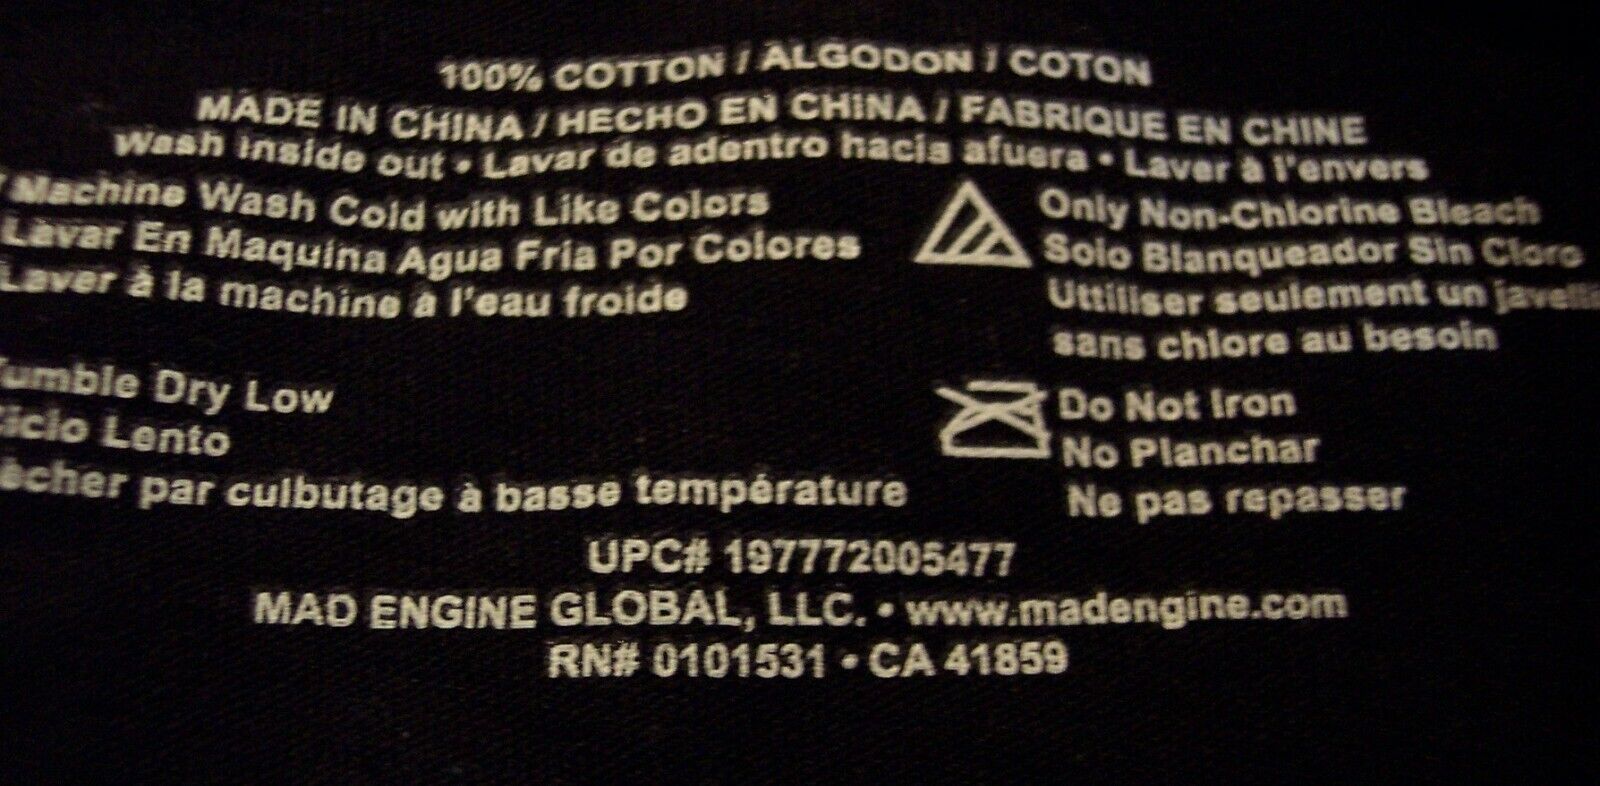 100% COTTON / ALGODON / COTON
MADE IN CHINA / HECHO EN CHINA / FABRIQUE EN CHINE
Wash inside out • Lavar de adentro hacia afuera • Laver à l'envers
Machine Wash Cold with Like Colors
Lavar En Maquina Agua Fria Por Colores
Laver à la machine à l'eau froide
Only Non-Chlorine Bleach
Solo Blanqueador Sin Cloro
Uttiliser seulement un
sans chlore au besoin
Tumble Dry Low
Ciclo Lento
par culbutage à basse température
Do Not Iron
No Planchar
Ne pas repasser
UPC# 197772005477
MAD ENGINE GLOBAL, LLC. • www.madengine.com
RN# 0101531 • CA 41859